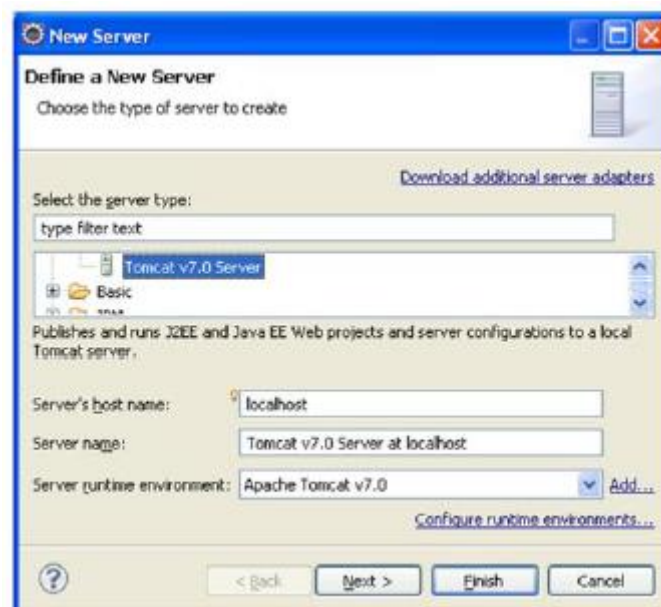 New Server
Define a New Server
Choose the type of server to create
Download additional server adapters
Select the server type:
type filter text
Tomcat v7.0 Server
Basic
Publishes and runs J2EE and Java EE Web projects and server configurations to a local
Tomcat server.
Server's host name: localhost
Server name: Tomcat v7.0 Server at localhost
Server runtime environment: Apache Tomcat v7.0 Add...
Configure runtime environments...
? < Back Next > Finish Cancel